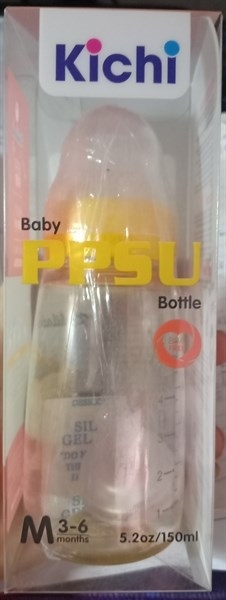 Kichi
Baby
PPSU
Bottle
SIL
GEL
M 3-6
months
5.2oz/150ml